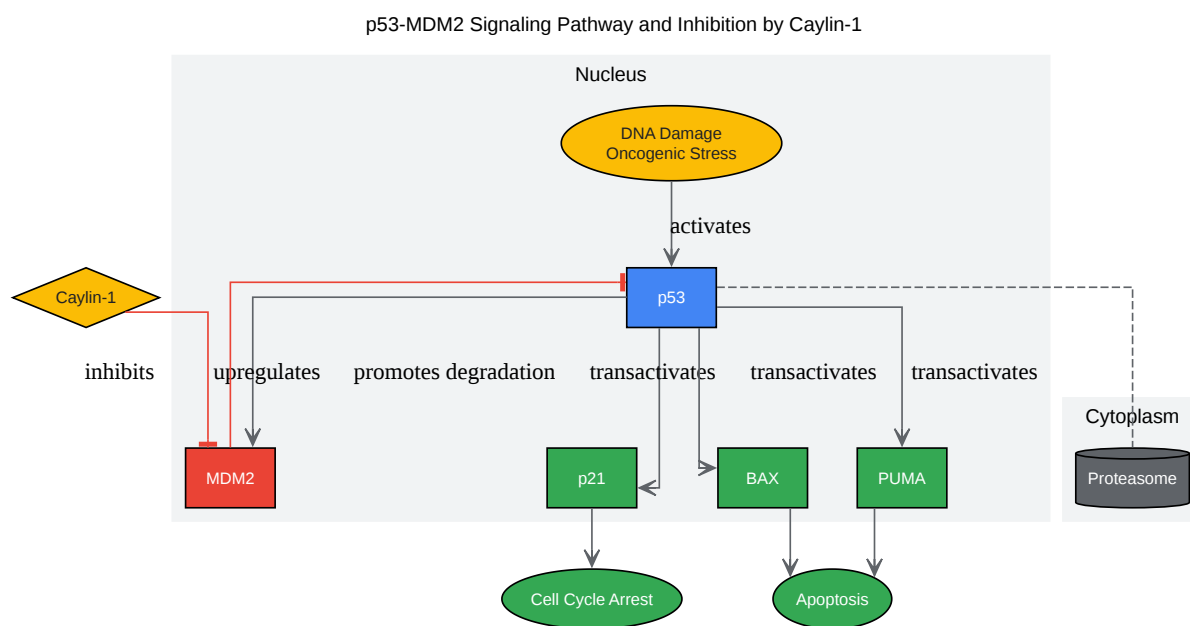 p53-MDM2 Signaling Pathway and Inhibition by Caylin-1
Nucleus
DNA Damage
Oncogenic Stress
activates
Caylin-1
p53
inhibits
upregulates
promotes degradation
transactivates
transactivates
transactivates
Cytoplasm
MDM2
p21
BAX
PUMA
Proteasome
Cell Cycle Arrest
Apoptosis